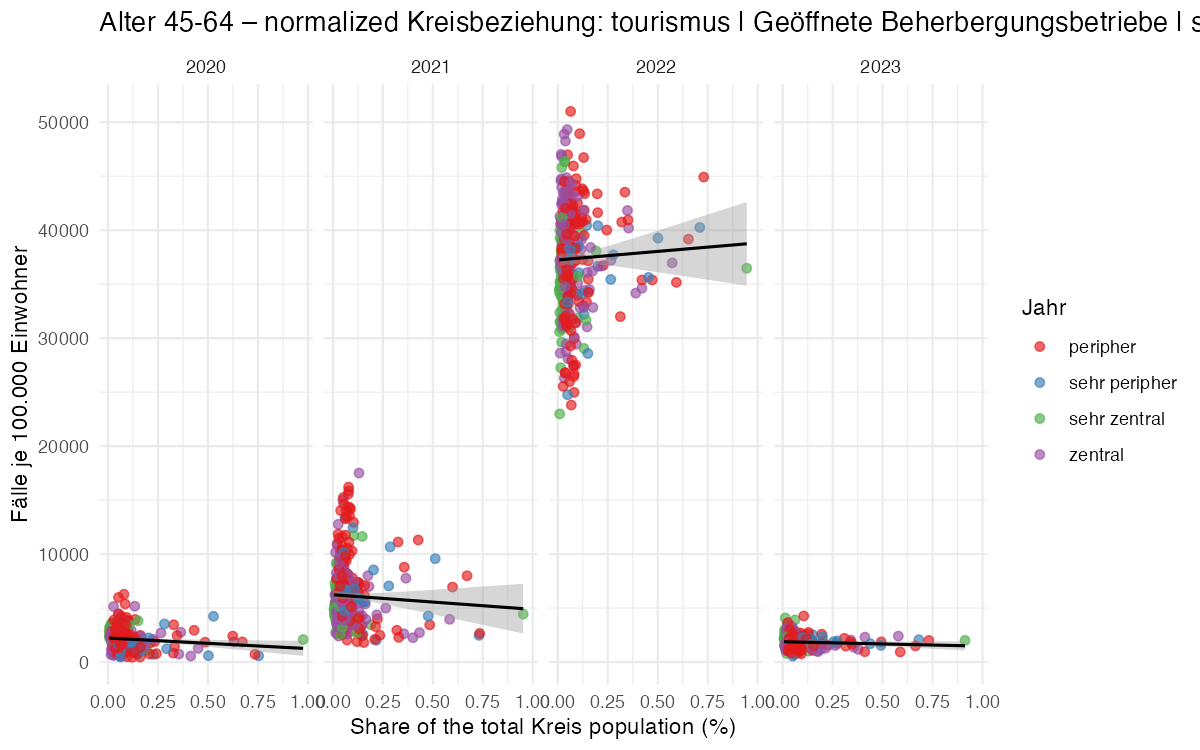 Alter 45-64 – normalized Kreisbeziehung: tourismus | Geöffnete Beherbergungsbetriebe | s
2020 2021 2022 2023
50000
40000
30000
20000
10000
0
Fälle je 100.000 Einwohner
0.00 0.25 0.50 0.75 1.00 0.00 0.25 0.50 0.75 1.00 0.00 0.25 0.50 0.75 1.00 0.00 0.25 0.50 0.75 1.00
Share of the total Kreis population (%)
Jahr
peripher
sehr peripher
sehr zentral
zentral